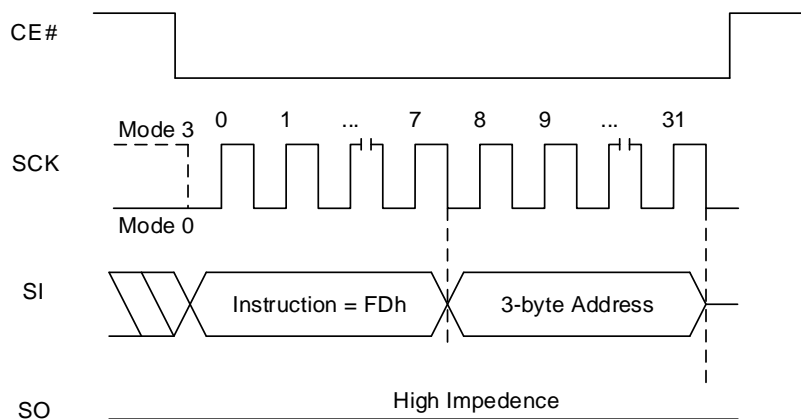 CE#
Mode 3
0 1 ... 7 8 9 ... 31
SCK
Mode 0
SI
Instruction = FDh
3-byte Address
High Impedence
SO